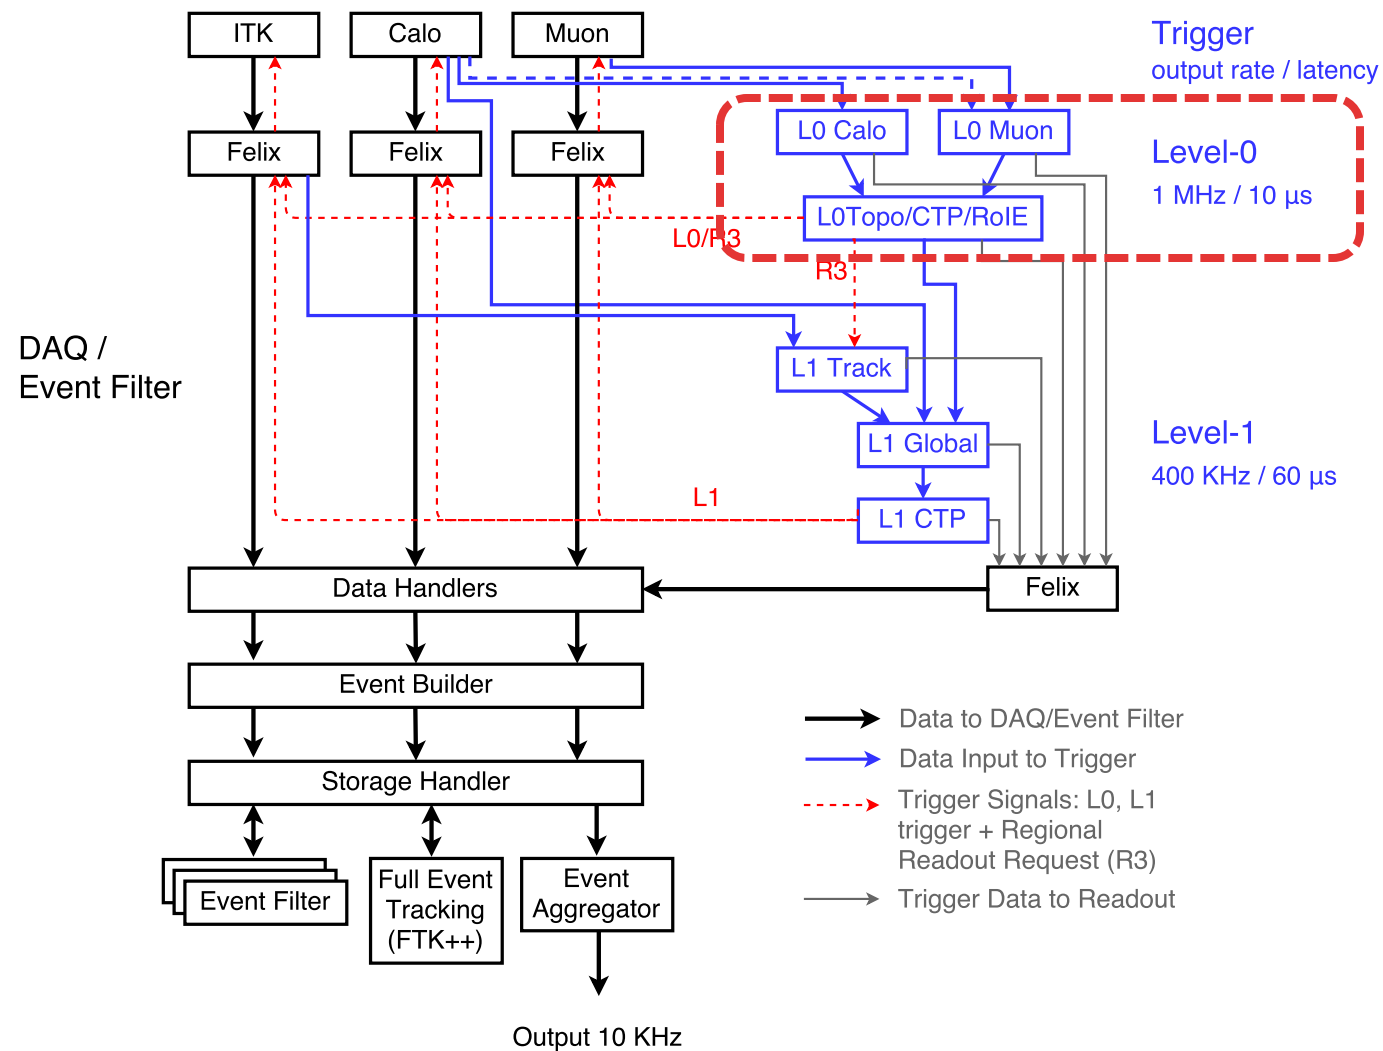 ITK
Calo
Muon
Trigger
output rate / latency
Felix
Felix
Felix
L0 Calo
L0 Muon
Level-0
1 MHz / 10 μs
L0Topo/CTP/RoIE
L0/R3
R3
DAQ /
Event Filter
L1 Track
L1 Global
Level-1
400 KHz / 60 μs
L1
L1 CTP
Data Handlers
Felix
Event Builder
Storage Handler
Data to DAQ/Event Filter
Data Input to Trigger
Trigger Signals: L0, L1
trigger + Regional
Readout Request (R3)
Trigger Data to Readout
Event Filter
Full Event
Tracking
(FTK++)
Event
Aggregator
Output 10 KHz